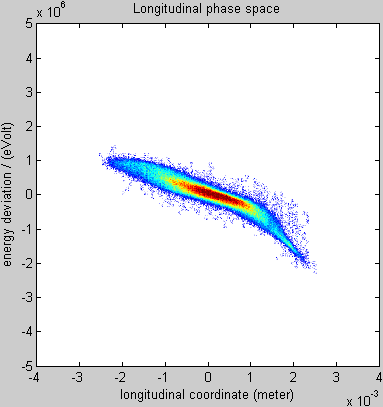 Longitudinal phase space
x 10^6
5
4
3
2
1
0
-1
-2
-3
-4
-5
energy deviation / (eVolt)
-4 -3 -2 -1 0 1 2 3 4
longitudinal coordinate (meter)
x 10^-3